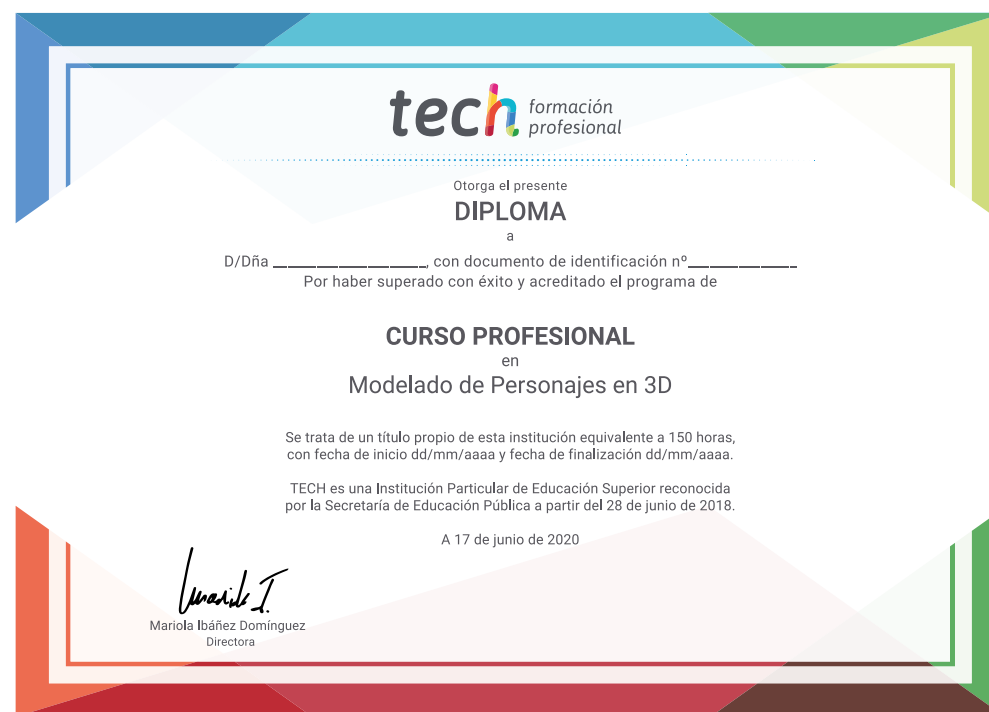 tech formación
profesional
Otorga el presente
DIPLOMA
a
D/Dña ____________________, con documento de identificación nº______________
Por haber superado con éxito y acreditado el programa de
CURSO PROFESIONAL
en
Modelado de Personajes en 3D
Se trata de un título propio de esta institución equivalente a 150 horas,
con fecha de inicio dd/mm/aaaa y fecha de finalización dd/mm/aaaa.
TECH es una Institución Particular de Educación Superior reconocida
por la Secretaría de Educación Pública a partir del 28 de junio de 2018.
A 17 de junio de 2020
Mariola Ibáñez Domínguez
Directora